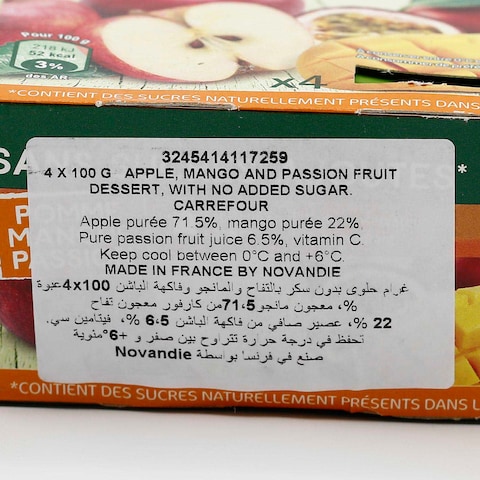 Pour 100 g
218 kJ
52 kcal
3%
des AR
x4
*CONTIENT DES SUCRES NATURELLEMENT PRÉSENTS DANS
SANS
*
3245414117259
4 X 100 G APPLE, MANGO AND PASSION FRUIT
DESSERT, WITH NO ADDED SUGAR.
CARREFOUR
Apple purée 71.5%, mango purée 22%.
Pure passion fruit juice 6.5%, vitamin C.
Keep cool between 0°C and +6°C.
MADE IN FRANCE BY NOVANDIE
4x100 غرام حلوى بدون سكر بالتفاح والمانجو وفاكهة الباشن عبوة
من كارفور معجون تفاح 71،5%، معجون مانجو
22 %، عصير صافي من فاكهة الباشن 6،5 %، فيتامين سي.
تحفظ في درجة حرارة تتراوح بين صفر و +6°مئوية
صنع في فرنسا بواسطة Novandie
*CONTIENT DES SUCRES NATURELLEMENT PRÉSENTS DANS L